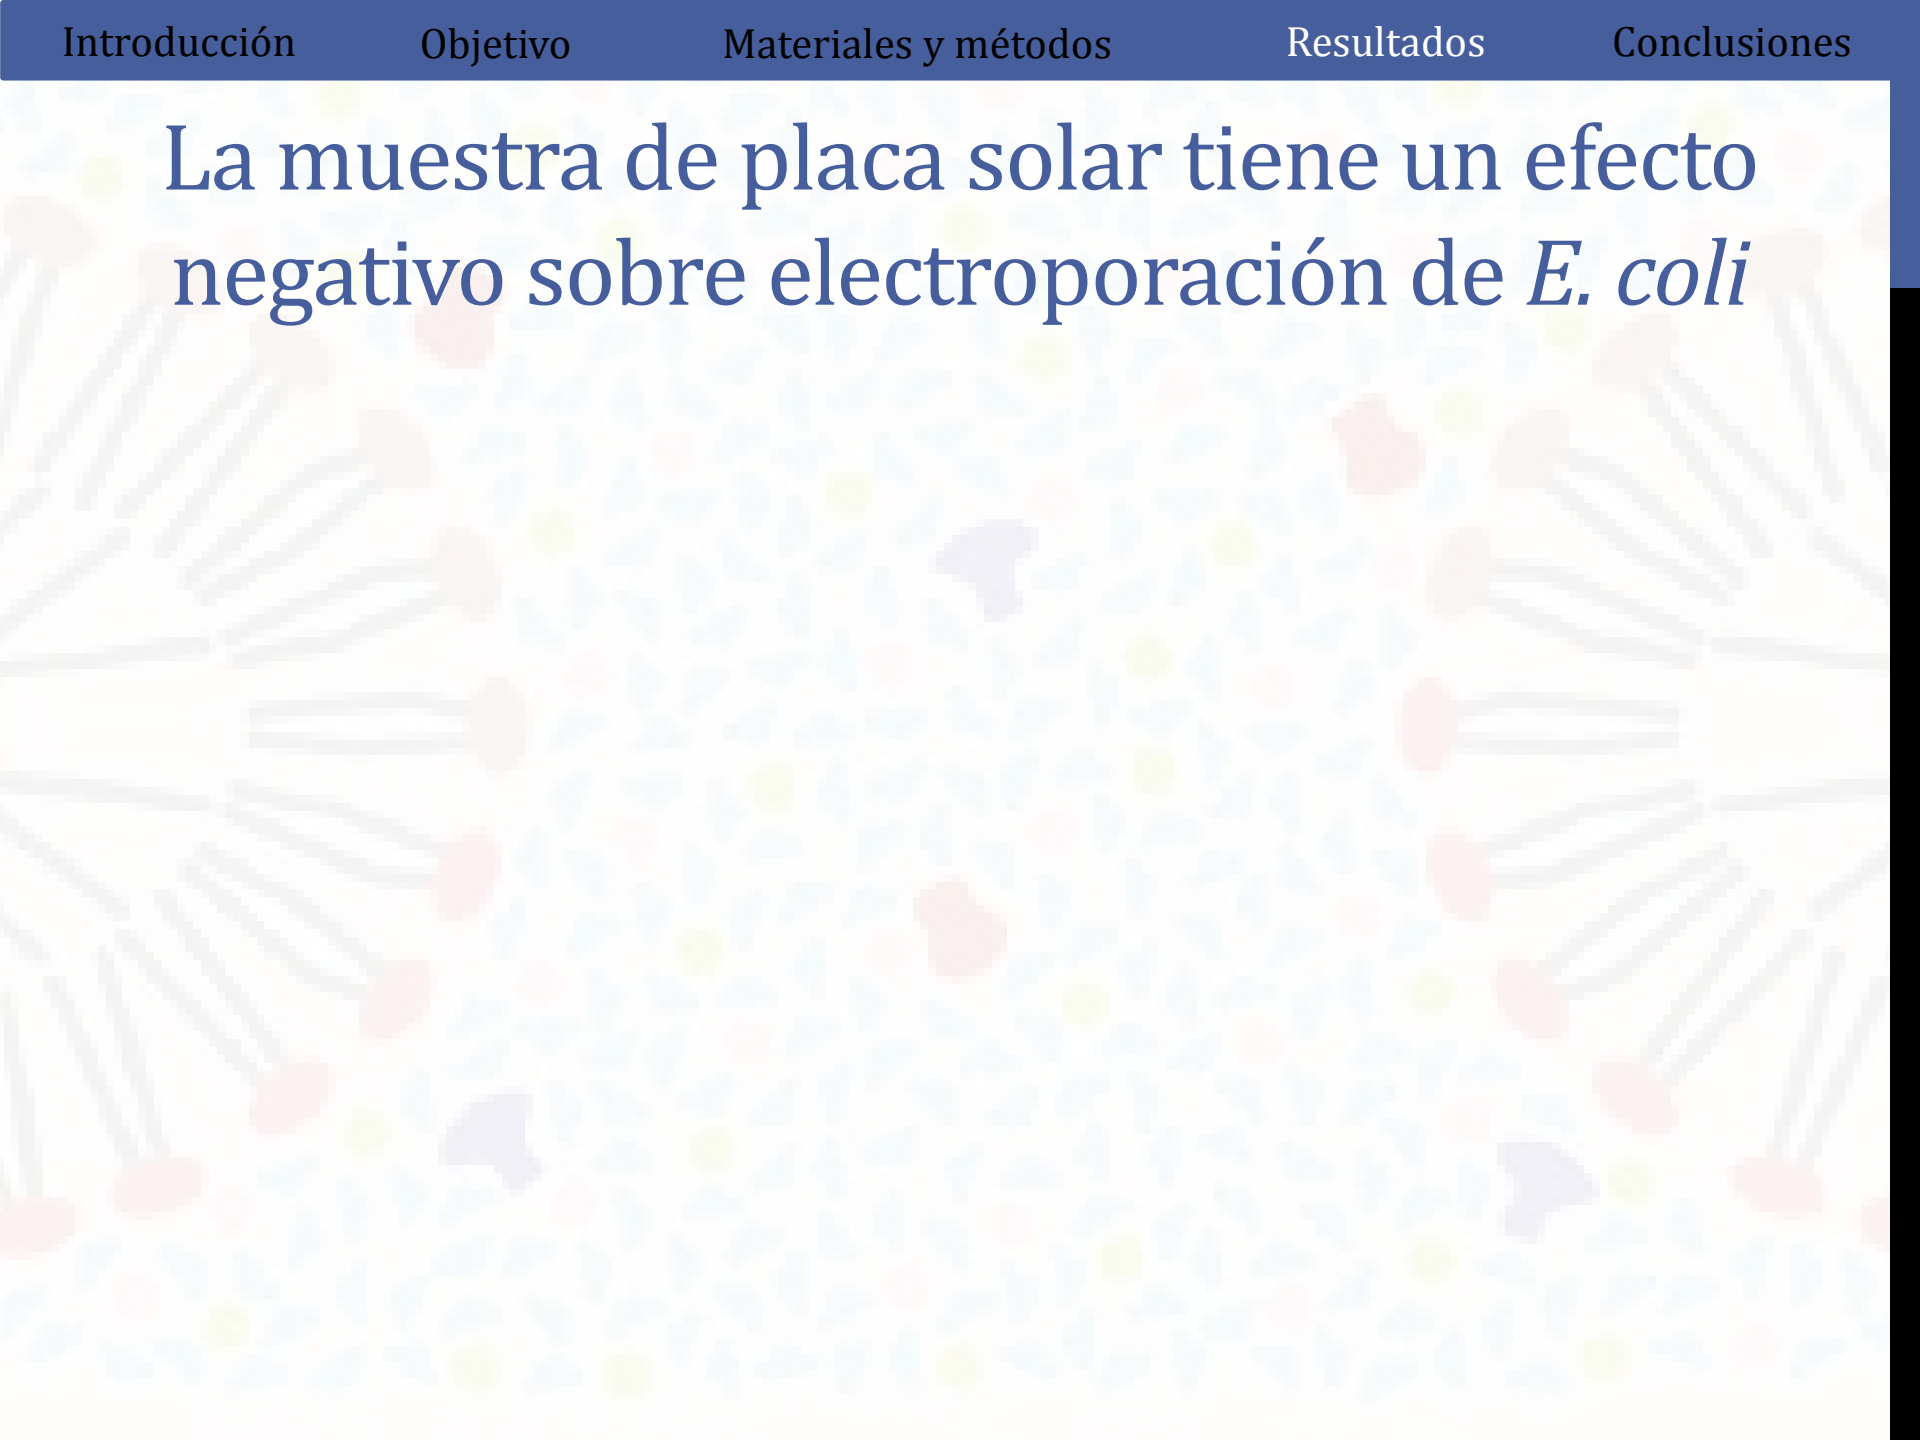 Introducción Objetivo Materiales y métodos Resultados Conclusiones
La muestra de placa solar tiene un efecto
negativo sobre electroporación de E. coli